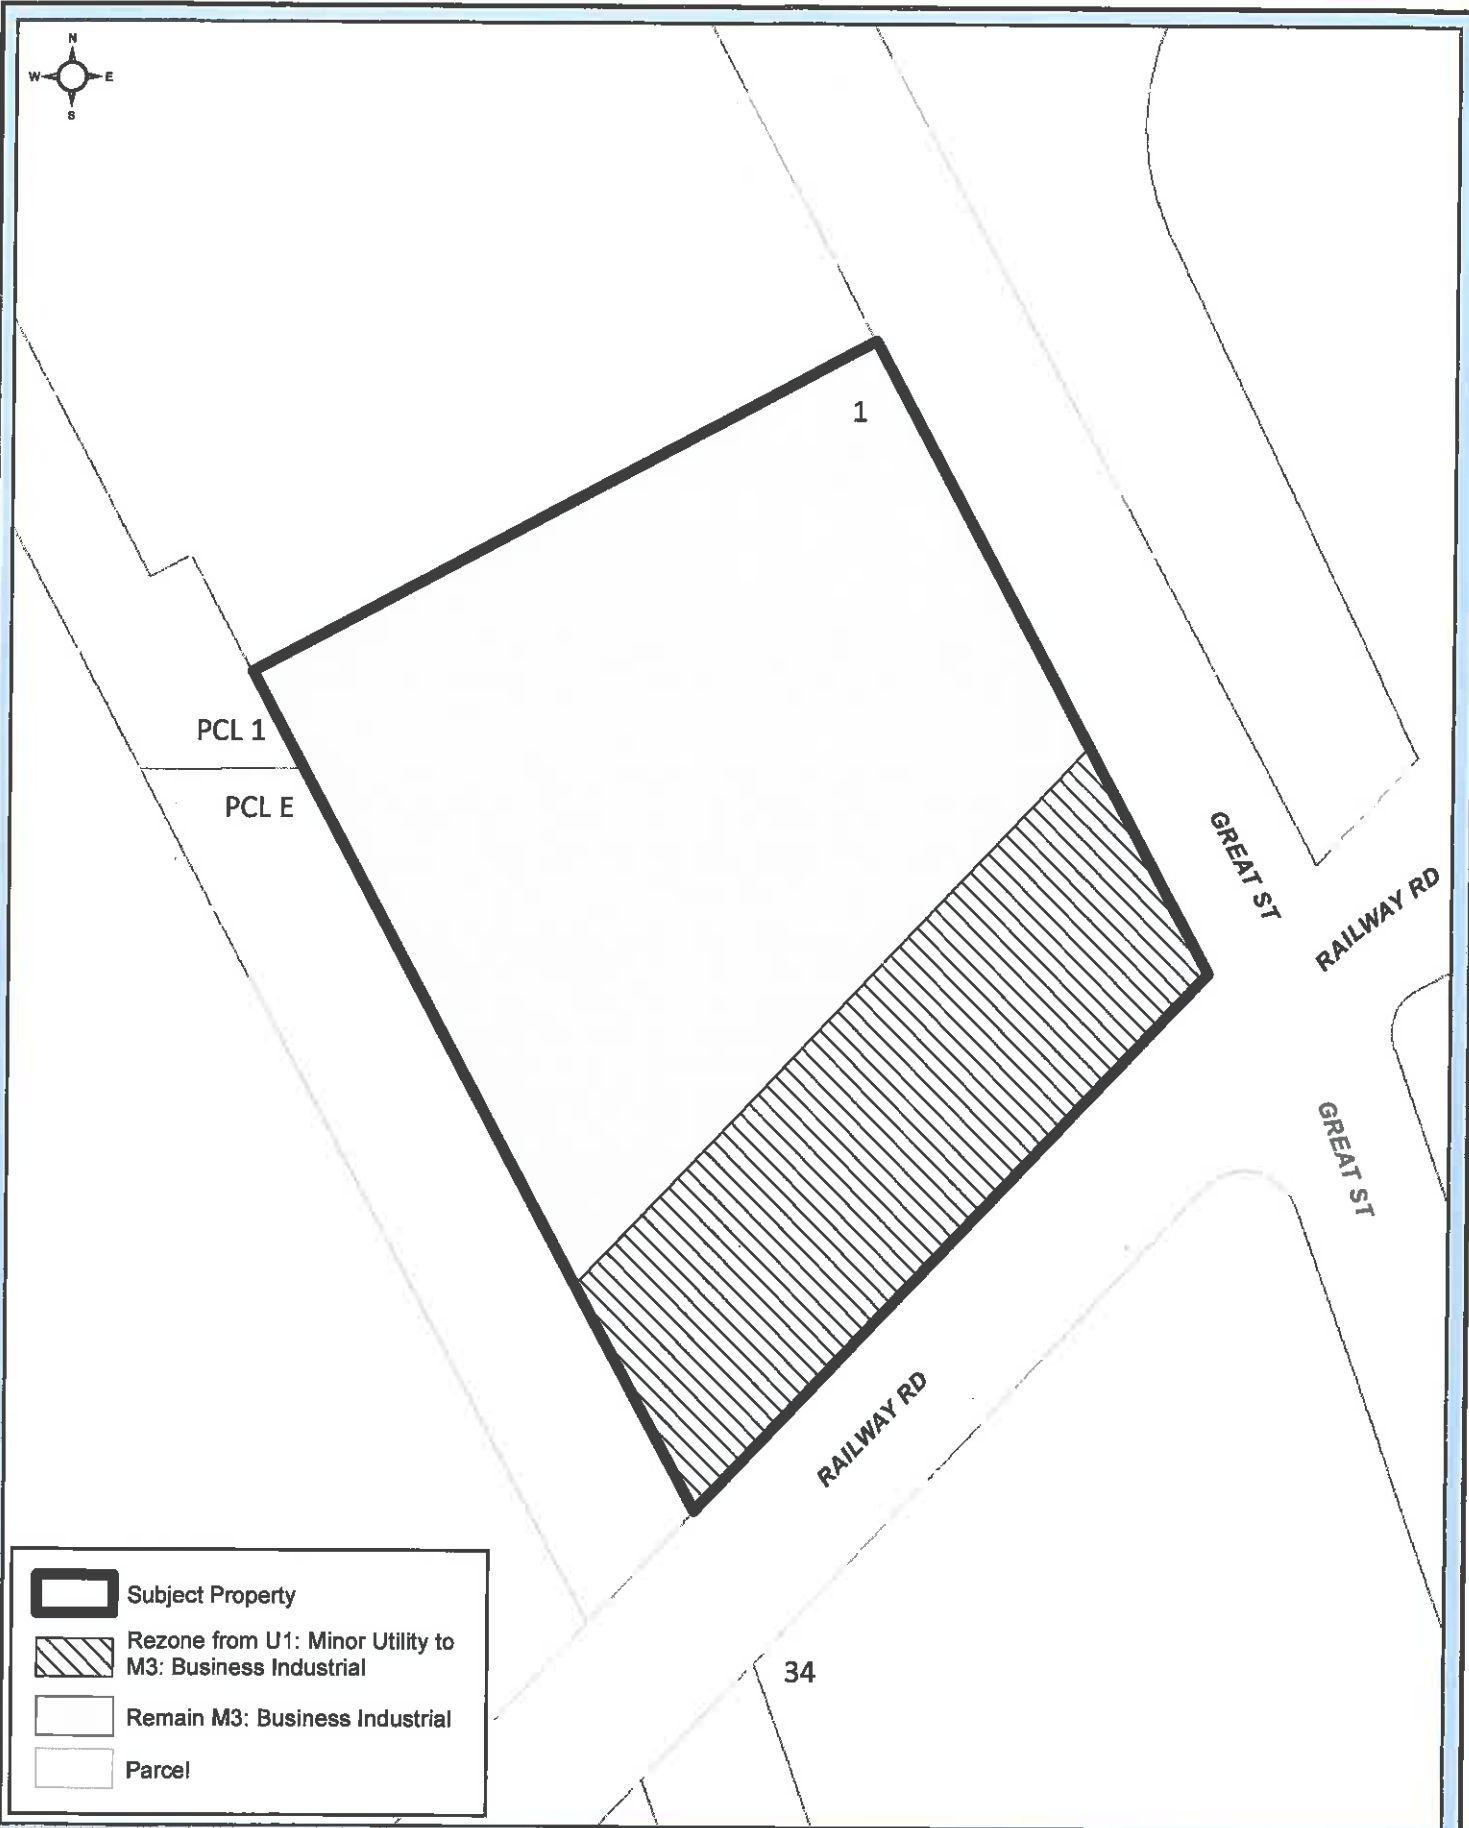 N
W E
S
1
PCL 1
PCL E
GREAT ST
RAILWAY RD
GREAT ST
RAILWAY RD
34
Subject Property
Rezone from U1: Minor Utility to
M3: Business Industrial
Remain M3: Business Industrial
Parcel